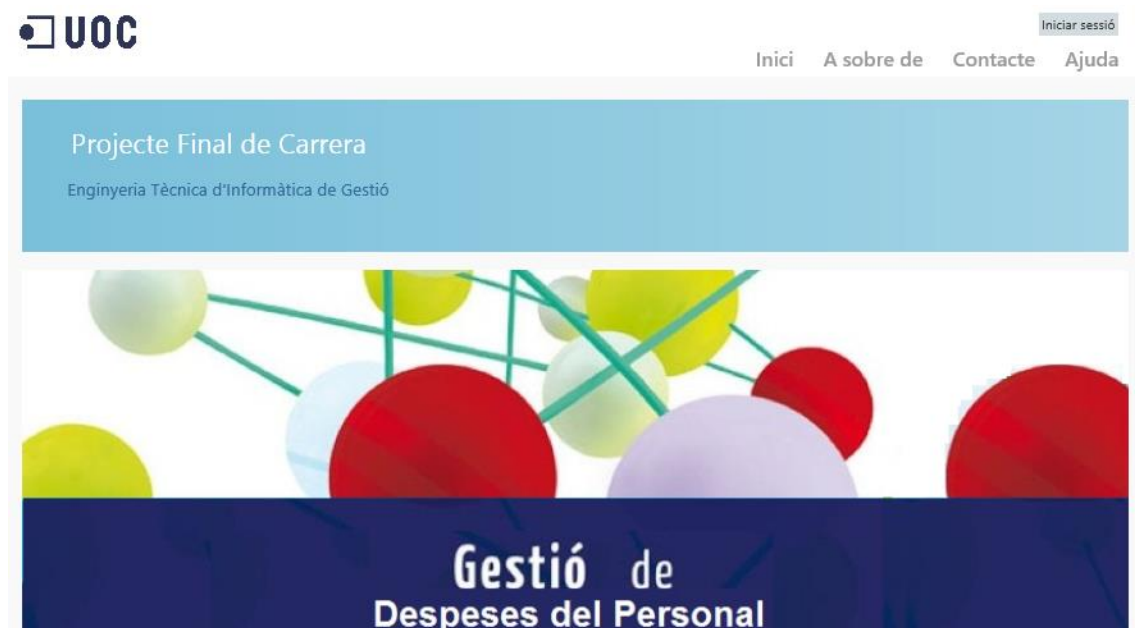 UOC
Iniciar sessió
Inici A sobre de Contacte Ajuda
Projecte Final de Carrera
Enginyeria Tècnica d'Informàtica de Gestió
Gestió de
Despeses del Personal